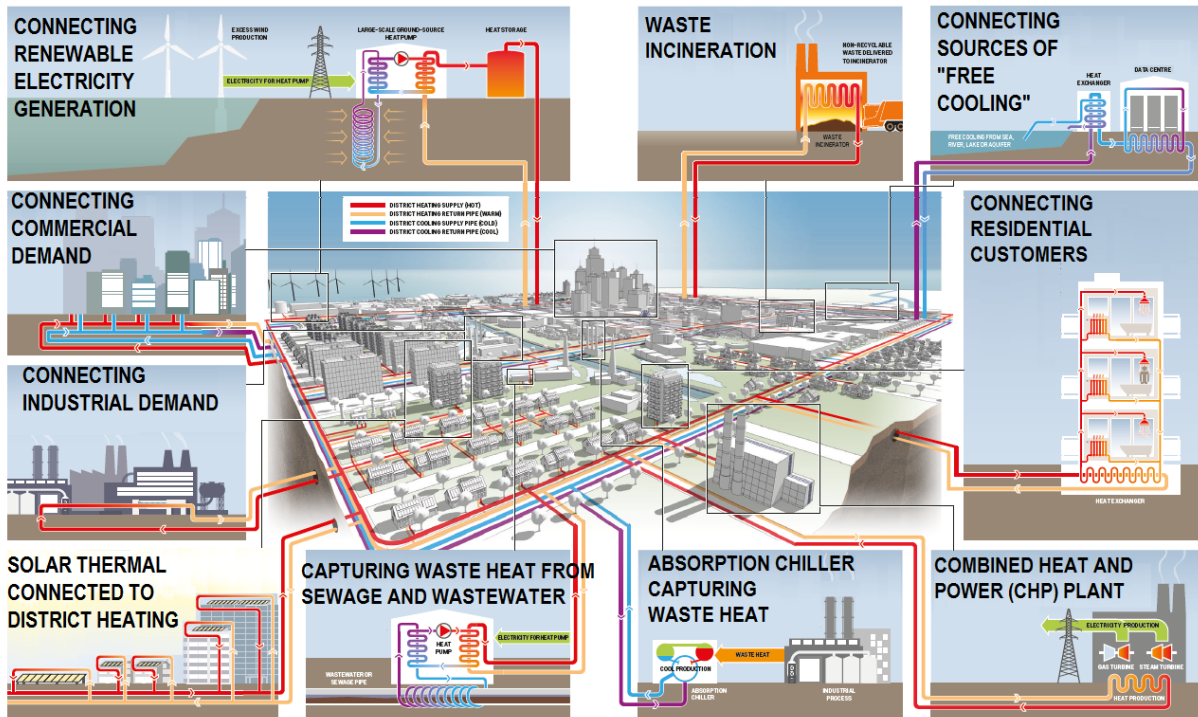 CONNECTING
RENEWABLE
ELECTRICITY
GENERATION
EXCESS WIND
PRODUCTION
LARGE-SCALE GROUND-SOURCE
HEAT PUMP
HEAT STORAGE
ELECTRICITY FOR HEAT PUMP
WASTE
INCINERATION
NON-RECYCLABLE
WASTE DELIVERED
TO INCINERATOR
WASTE
INCINERATOR
CONNECTING
SOURCES OF
"FREE
COOLING"
HEAT
EXCHANGER
DATA CENTRE
FREE COOLING FROM SEA,
RIVER, LAKE OR AQUIFER
CONNECTING
COMMERCIAL
DEMAND
DISTRICT HEATING SUPPLY (HOT)
DISTRICT HEATING RETURN PIPE (WARM)
DISTRICT COOLING SUPPLY PIPE (COLD)
DISTRICT COOLING RETURN PIPE (COOL)
CONNECTING
RESIDENTIAL
CUSTOMERS
HEAT EXCHANGER
CONNECTING
INDUSTRIAL DEMAND
SOLAR THERMAL
CONNECTED TO
DISTRICT HEATING
CAPTURING WASTE HEAT FROM
SEWAGE AND WASTEWATER
HEAT
PUMP
ELECTRICITY FOR HEAT PUMP
WASTEWATER OR
SEWAGE PIPE
ABSORPTION CHILLER
CAPTURING
WASTE HEAT
COOL PRODUCTION
WASTE HEAT
ABSORPTION
CHILLER
INDUSTRIAL
PROCESS
COMBINED HEAT AND
POWER (CHP) PLANT
ELECTRICITY PRODUCTION
GAS TURBINE
STEAM TURBINE
HEAT PRODUCTION